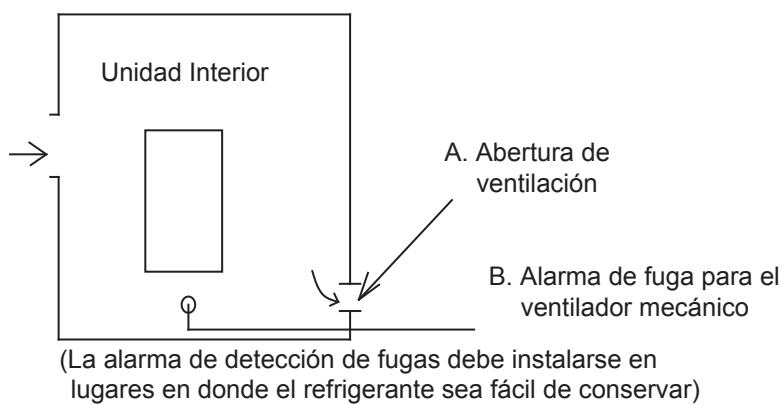 Unidad Interior
A. Abertura de
ventilación
B. Alarma de fuga para el
ventilador mecánico
(La alarma de detección de fugas debe instalarse en
lugares en donde el refrigerante sea fácil de conservar)